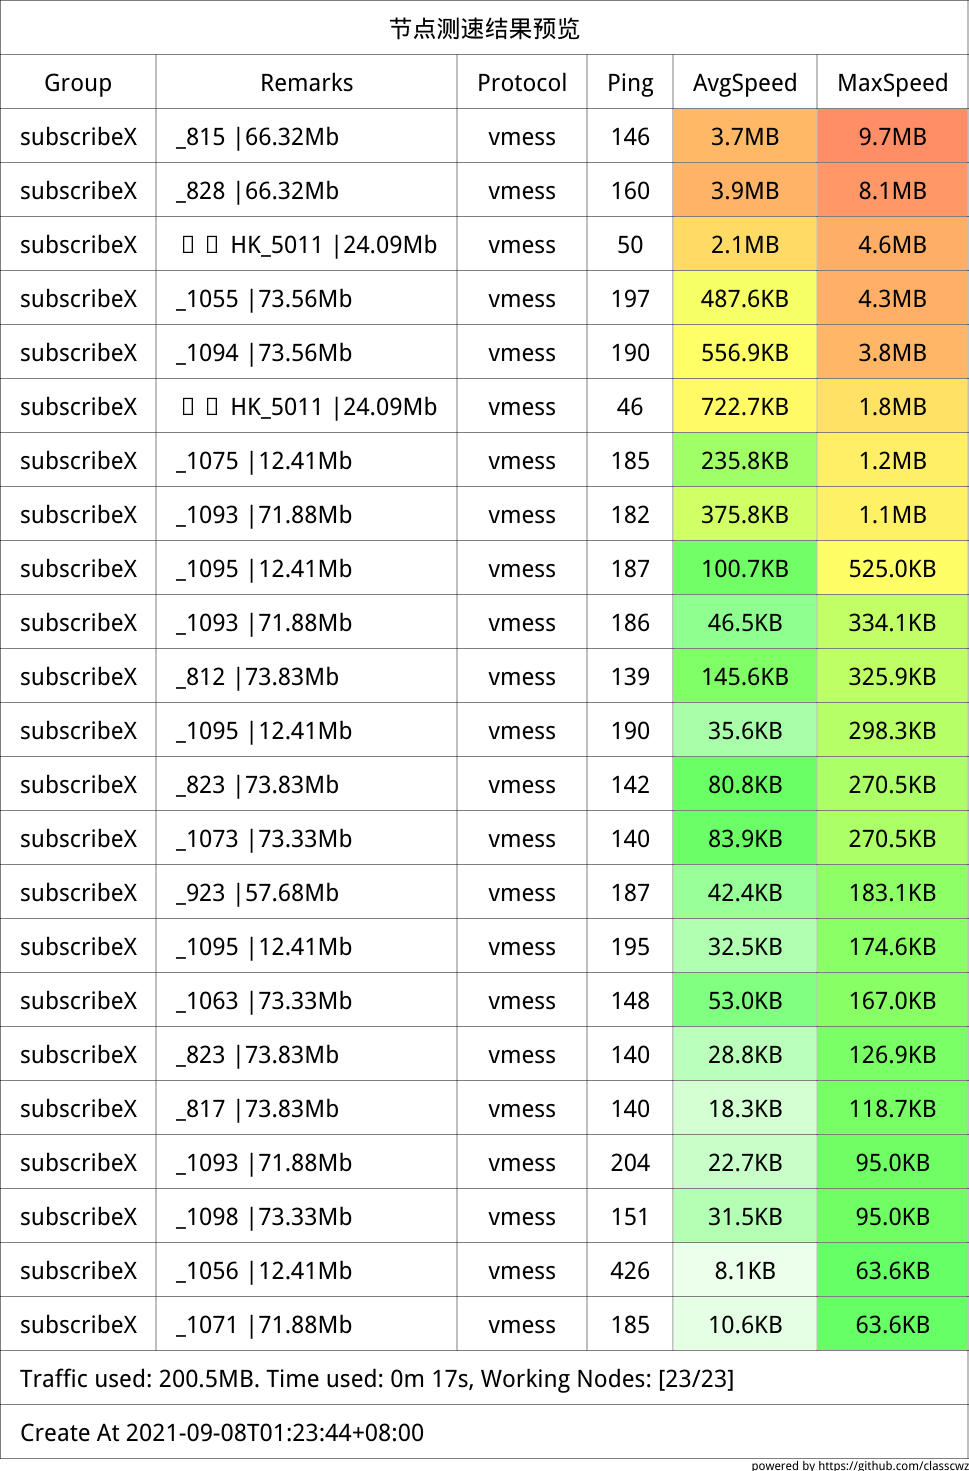 节点测速结果预览
Group Remarks Protocol Ping AvgSpeed MaxSpeed
subscribeX _815 |66.32Mb vmess 146 3.7MB 9.7MB
subscribeX _828 |66.32Mb vmess 160 3.9MB 8.1MB
subscribeX HK_5011 |24.09Mb vmess 50 2.1MB 4.6MB
subscribeX _1055 |73.56Mb vmess 197 487.6KB 4.3MB
subscribeX _1094 |73.56Mb vmess 190 556.9KB 3.8MB
subscribeX HK_5011 |24.09Mb vmess 46 722.7KB 1.8MB
subscribeX _1075 |12.41Mb vmess 185 235.8KB 1.2MB
subscribeX _1093 |71.88Mb vmess 182 375.8KB 1.1MB
subscribeX _1095 |12.41Mb vmess 187 100.7KB 525.0KB
subscribeX _1093 |71.88Mb vmess 186 46.5KB 334.1KB
subscribeX _812 |73.83Mb vmess 139 145.6KB 325.9KB
subscribeX _1095 |12.41Mb vmess 190 35.6KB 298.3KB
subscribeX _823 |73.83Mb vmess 142 80.8KB 270.5KB
subscribeX _1073 |73.33Mb vmess 140 83.9KB 270.5KB
subscribeX _923 |57.68Mb vmess 187 42.4KB 183.1KB
subscribeX _1095 |12.41Mb vmess 195 32.5KB 174.6KB
subscribeX _1063 |73.33Mb vmess 148 53.0KB 167.0KB
subscribeX _823 |73.83Mb vmess 140 28.8KB 126.9KB
subscribeX _817 |73.83Mb vmess 140 18.3KB 118.7KB
subscribeX _1093 |71.88Mb vmess 204 22.7KB 95.0KB
subscribeX _1098 |73.33Mb vmess 151 31.5KB 95.0KB
subscribeX _1056 |12.41Mb vmess 426 8.1KB 63.6KB
subscribeX _1071 |71.88Mb vmess 185 10.6KB 63.6KB
Traffic used: 200.5MB. Time used: 0m 17s, Working Nodes: [23/23]
Create At 2021-09-08T01:23:44+08:00
powered by https://github.com/classcwz